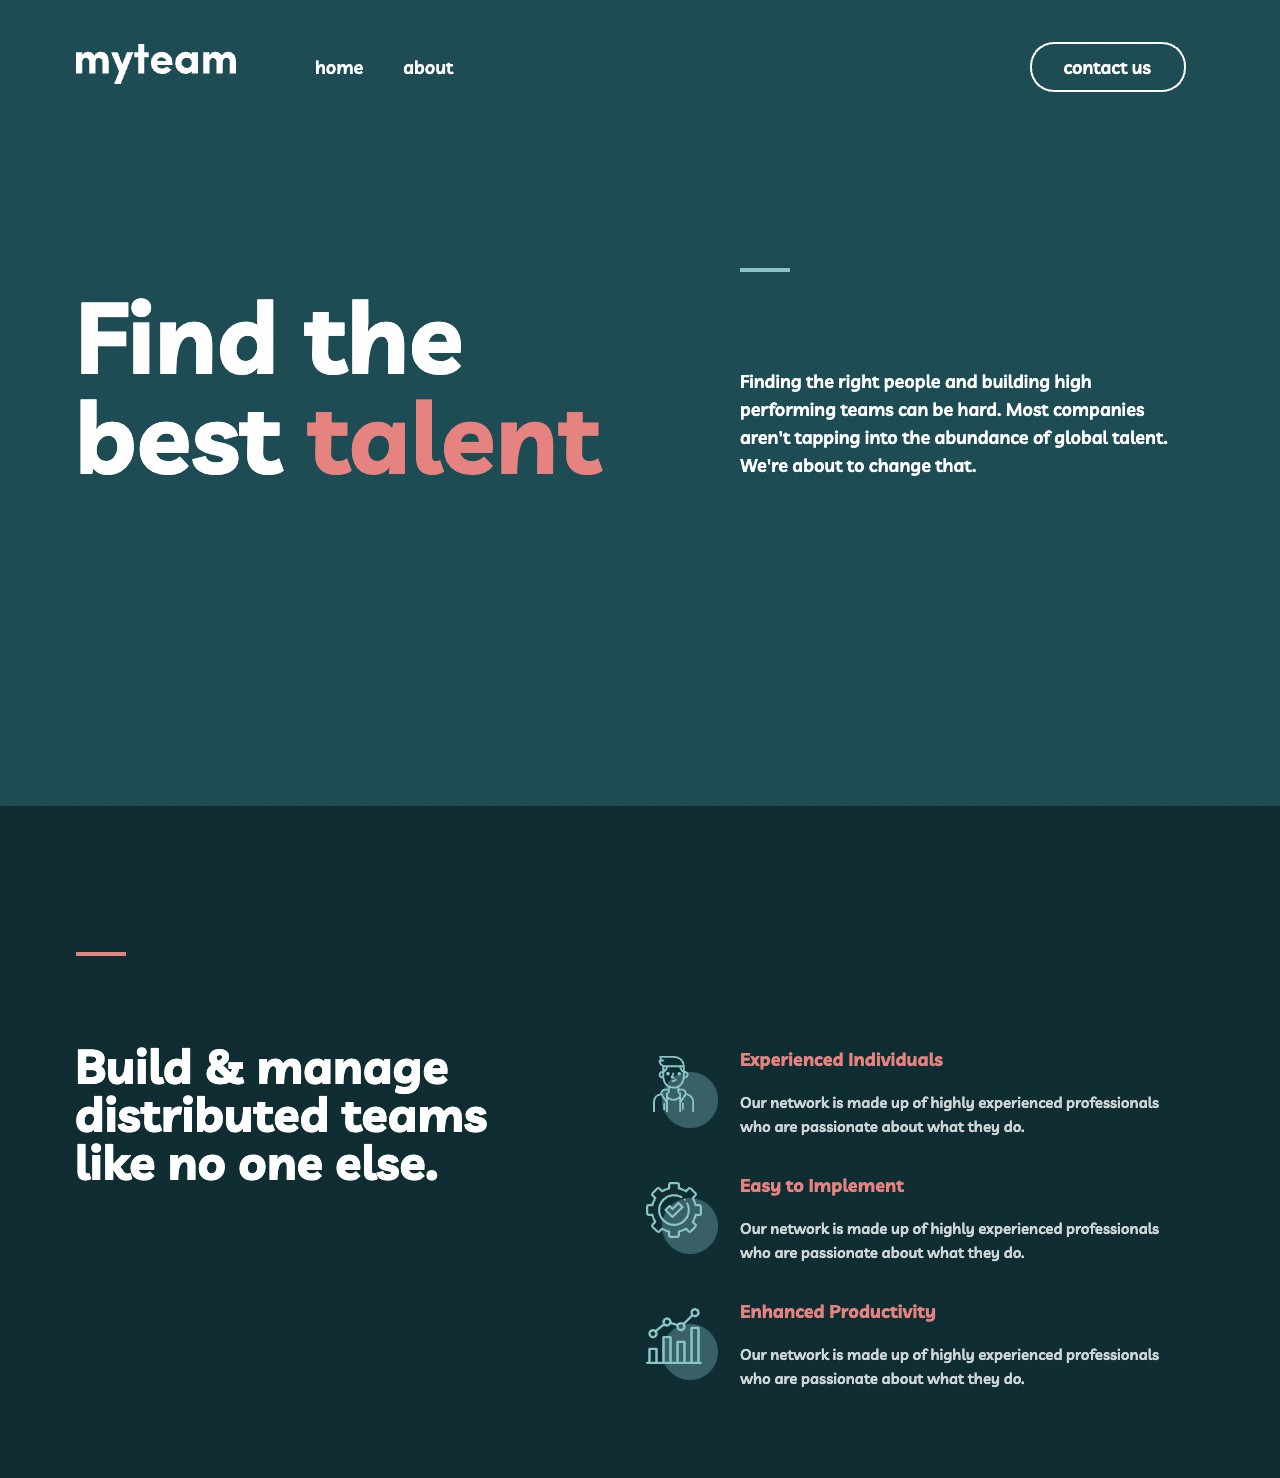 myteam
home
about
contact us
Find the
best talent
Finding the right people and building high
performing teams can be hard. Most companies
aren't tapping into the abundance of global talent.
We're about to change that.
Build & manage
distributed teams
like no one else.
Experienced Individuals
Our network is made up of highly experienced professionals
who are passionate about what they do.
Easy to Implement
Our network is made up of highly experienced professionals
who are passionate about what they do.
Enhanced Productivity
Our network is made up of highly experienced professionals
who are passionate about what they do.